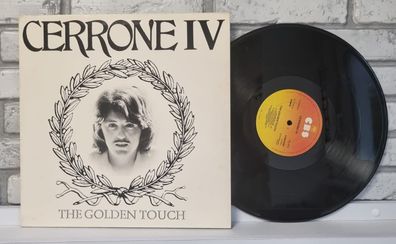 CERRONE IV
THE GOLDEN TOUCH
CBS